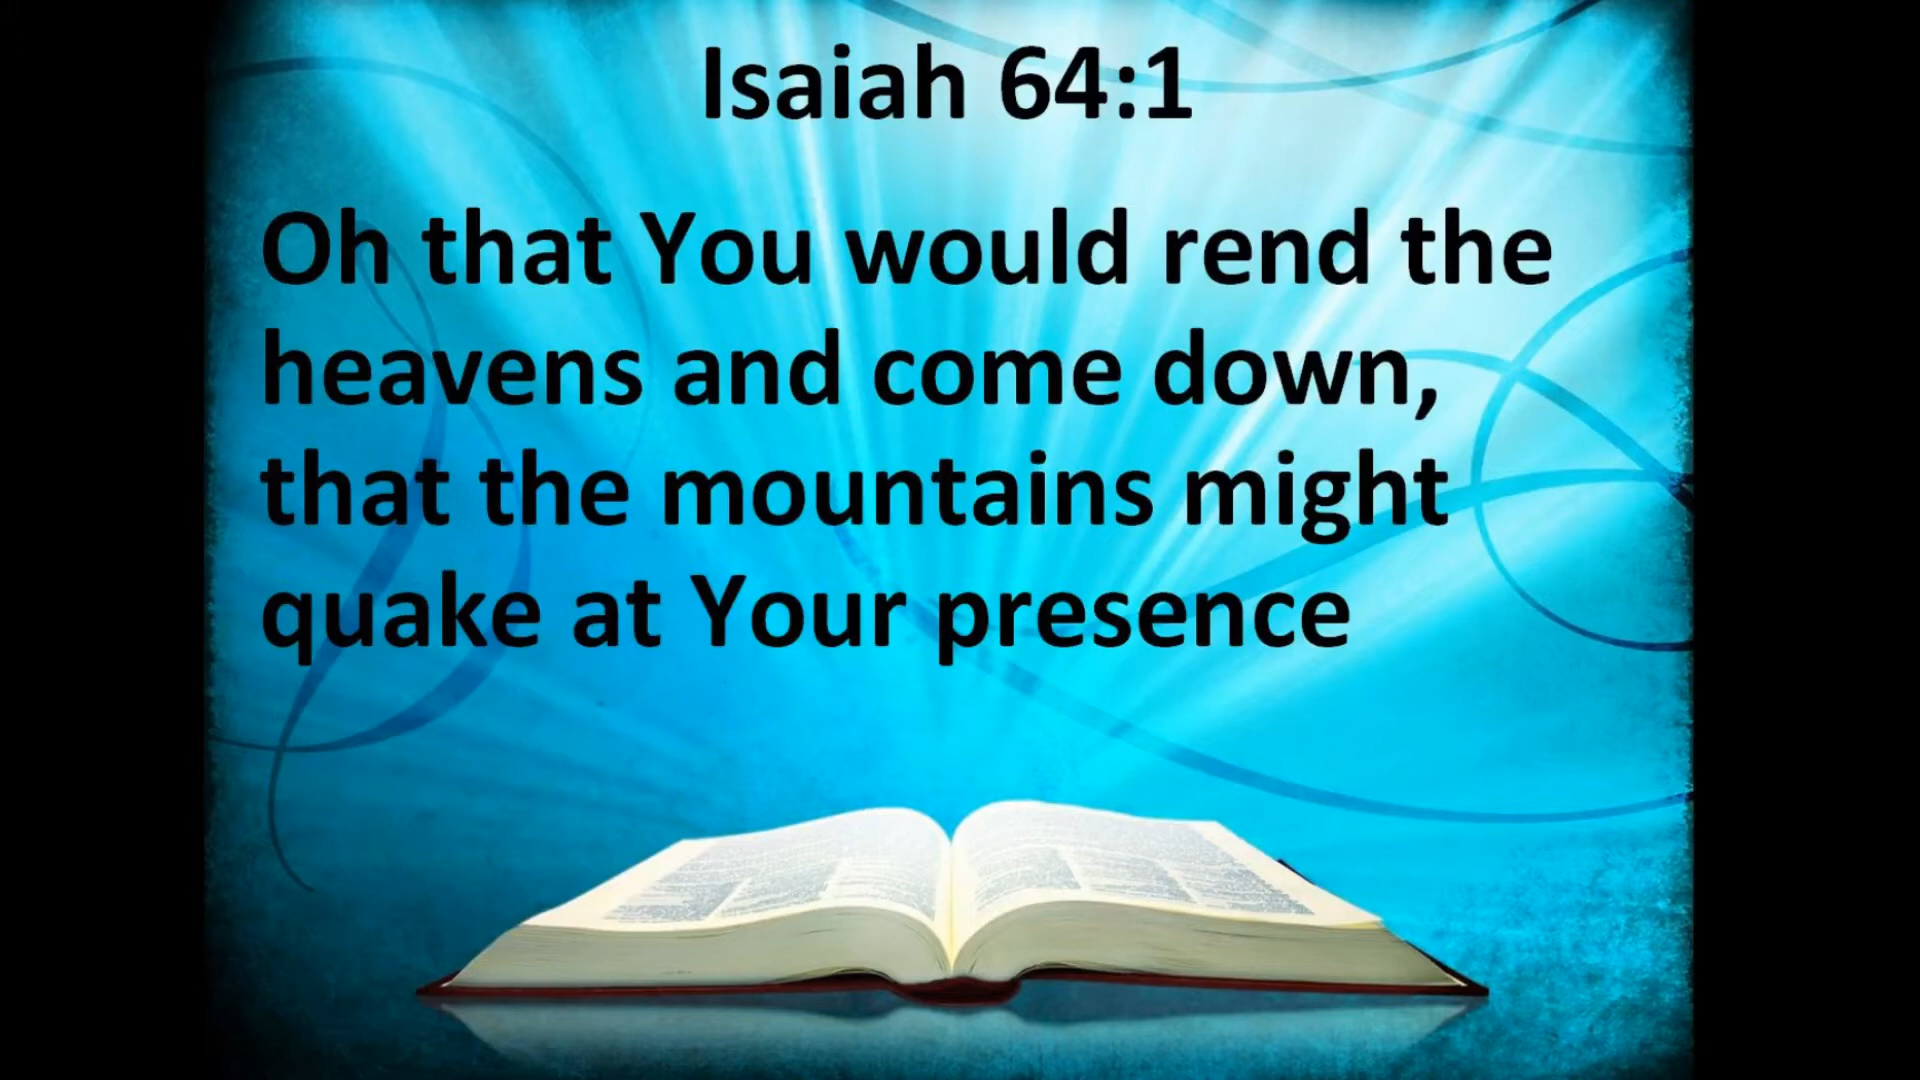 Isaiah 64:1
Oh that You would rend the
heavens and come down,
that the mountains might
quake at Your presence